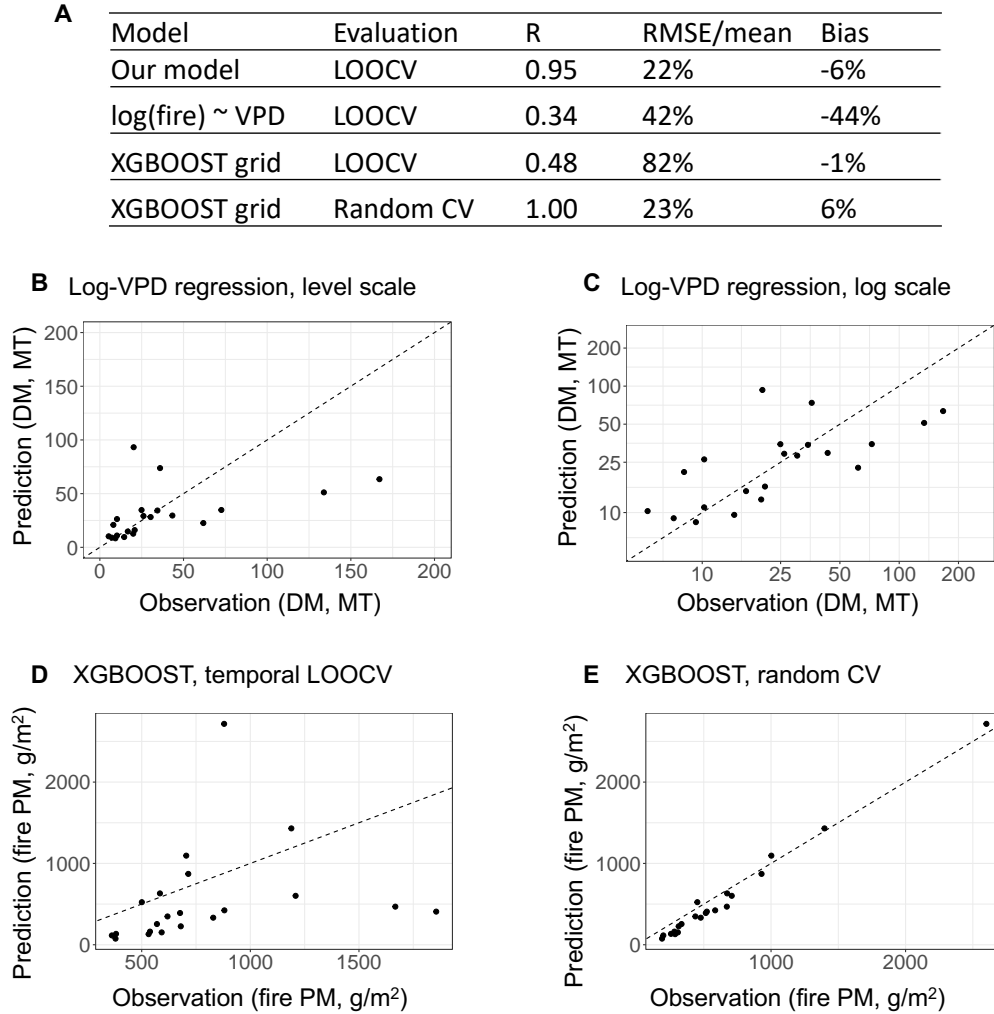 A
Model Evaluation R RMSE/mean Bias
Our model LOOCV 0.95 22% -6%
log(fire) ~ VPD LOOCV 0.34 42% -44%
XGBOOST grid LOOCV 0.48 82% -1%
XGBOOST grid Random CV 1.00 23% 6%
B Log-VPD regression, level scale
Prediction (DM, MT)
200
150
100
50
0
0 50 100 150 200
Observation (DM, MT)
C Log-VPD regression, log scale
Prediction (DM, MT)
200
100
50
25
10
10 25 50 100 200
Observation (DM, MT)
D XGBOOST, temporal LOOCV
Prediction (fire PM, g/m²)
2000
1000
0
500 1000 1500
Observation (fire PM, g/m²)
E XGBOOST, random CV
Prediction (fire PM, g/m²)
2000
1000
0
1000 2000
Observation (fire PM, g/m²)